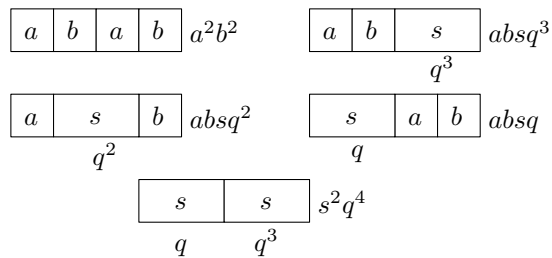 a b a b a²b² a b s absq³
q³
a s b absq² s a b absq
q² q
s s s²q⁴
q q³